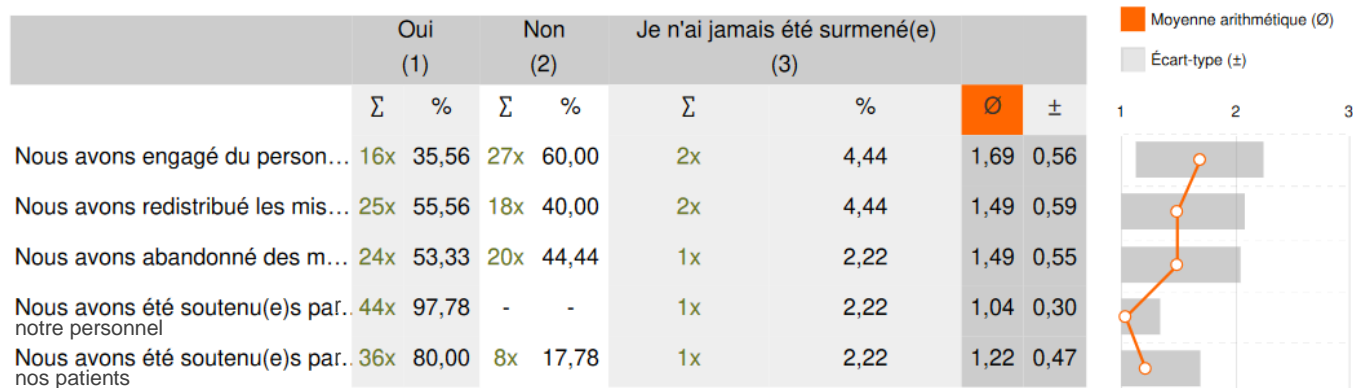 Oui Non Je n'ai jamais été surmené(e)
(1) (2) (3)
Moyenne arithmétique (Ø)
Écart-type (±)
Σ % Σ % Σ % Ø ±
1 2 3
Nous avons engagé du person... 16x 35,56 27x 60,00 2x 4,44 1,69 0,56
Nous avons redistribué les mis... 25x 55,56 18x 40,00 2x 4,44 1,49 0,59
Nous avons abandonné des m... 24x 53,33 20x 44,44 1x 2,22 1,49 0,55
Nous avons été soutenu(e)s par.. 44x 97,78 - - 1x 2,22 1,04 0,30
notre personnel
Nous avons été soutenu(e)s par.. 36x 80,00 8x 17,78 1x 2,22 1,22 0,47
nos patients